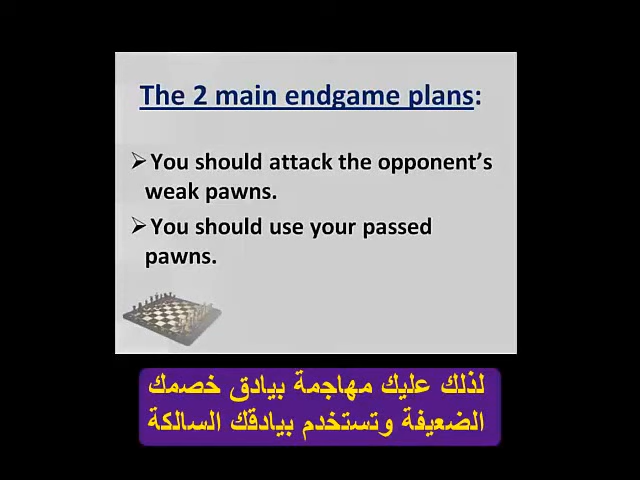 The 2 main endgame plans:
You should attack the opponent's
weak pawns.
You should use your passed
pawns.
لذلك عليك مهاجمة بيادق خصمك
الضعيفة وتستخدم بيادقك السالكة